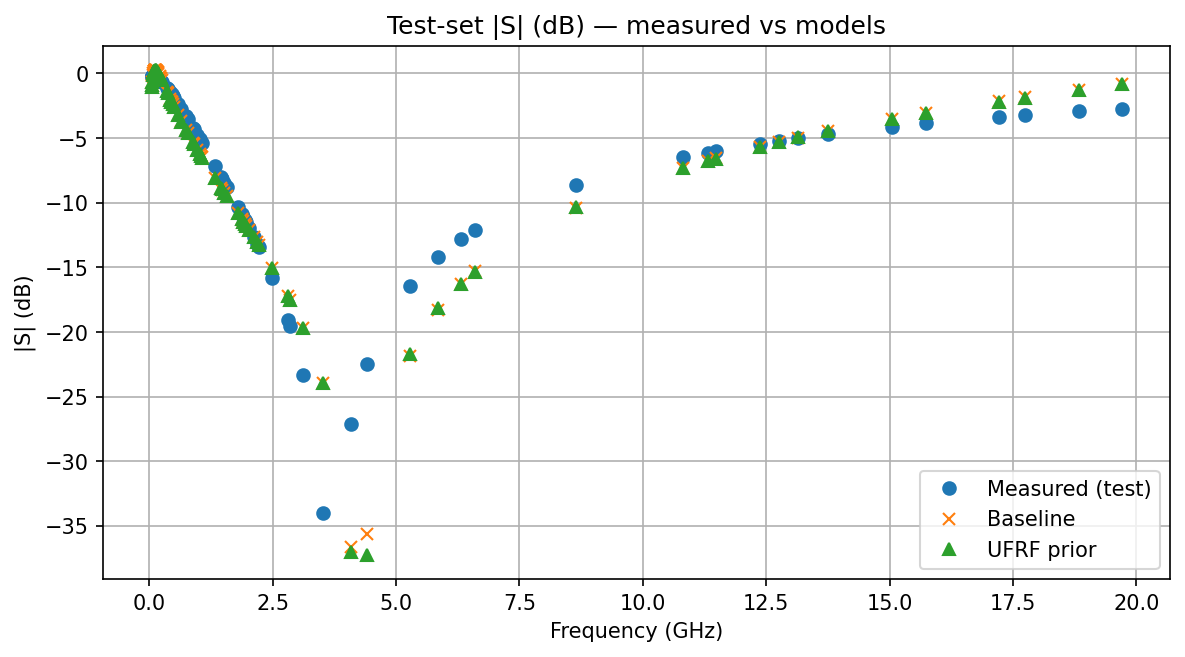 Test-set |S| (dB) — measured vs models
|S| (dB)
0
−5
−10
−15
−20
−25
−30
−35
Measured (test)
Baseline
UFRF prior
0.0 2.5 5.0 7.5 10.0 12.5 15.0 17.5 20.0
Frequency (GHz)